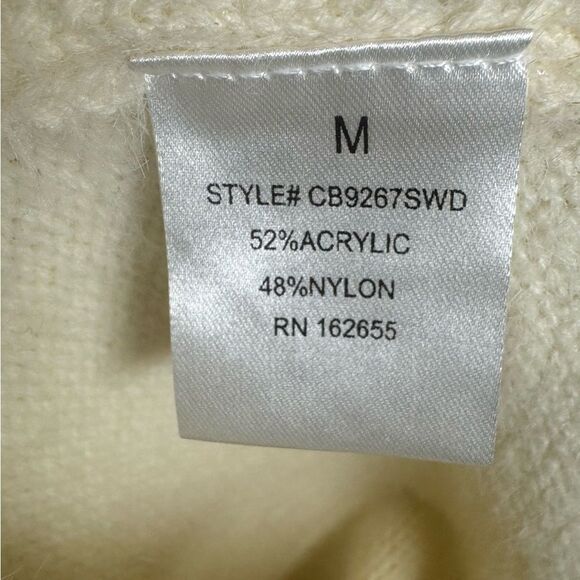 M
STYLE# CB9267SWD
52%ACRYLIC
48%NYLON
RN 162655